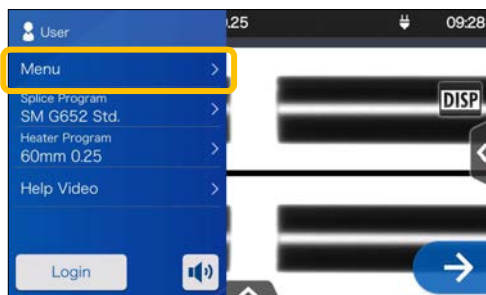 User
.25
09:28
Menu
Splice Program
SM G652 Std.
Heater Program
60mm 0.25
Help Video
DISP
Login